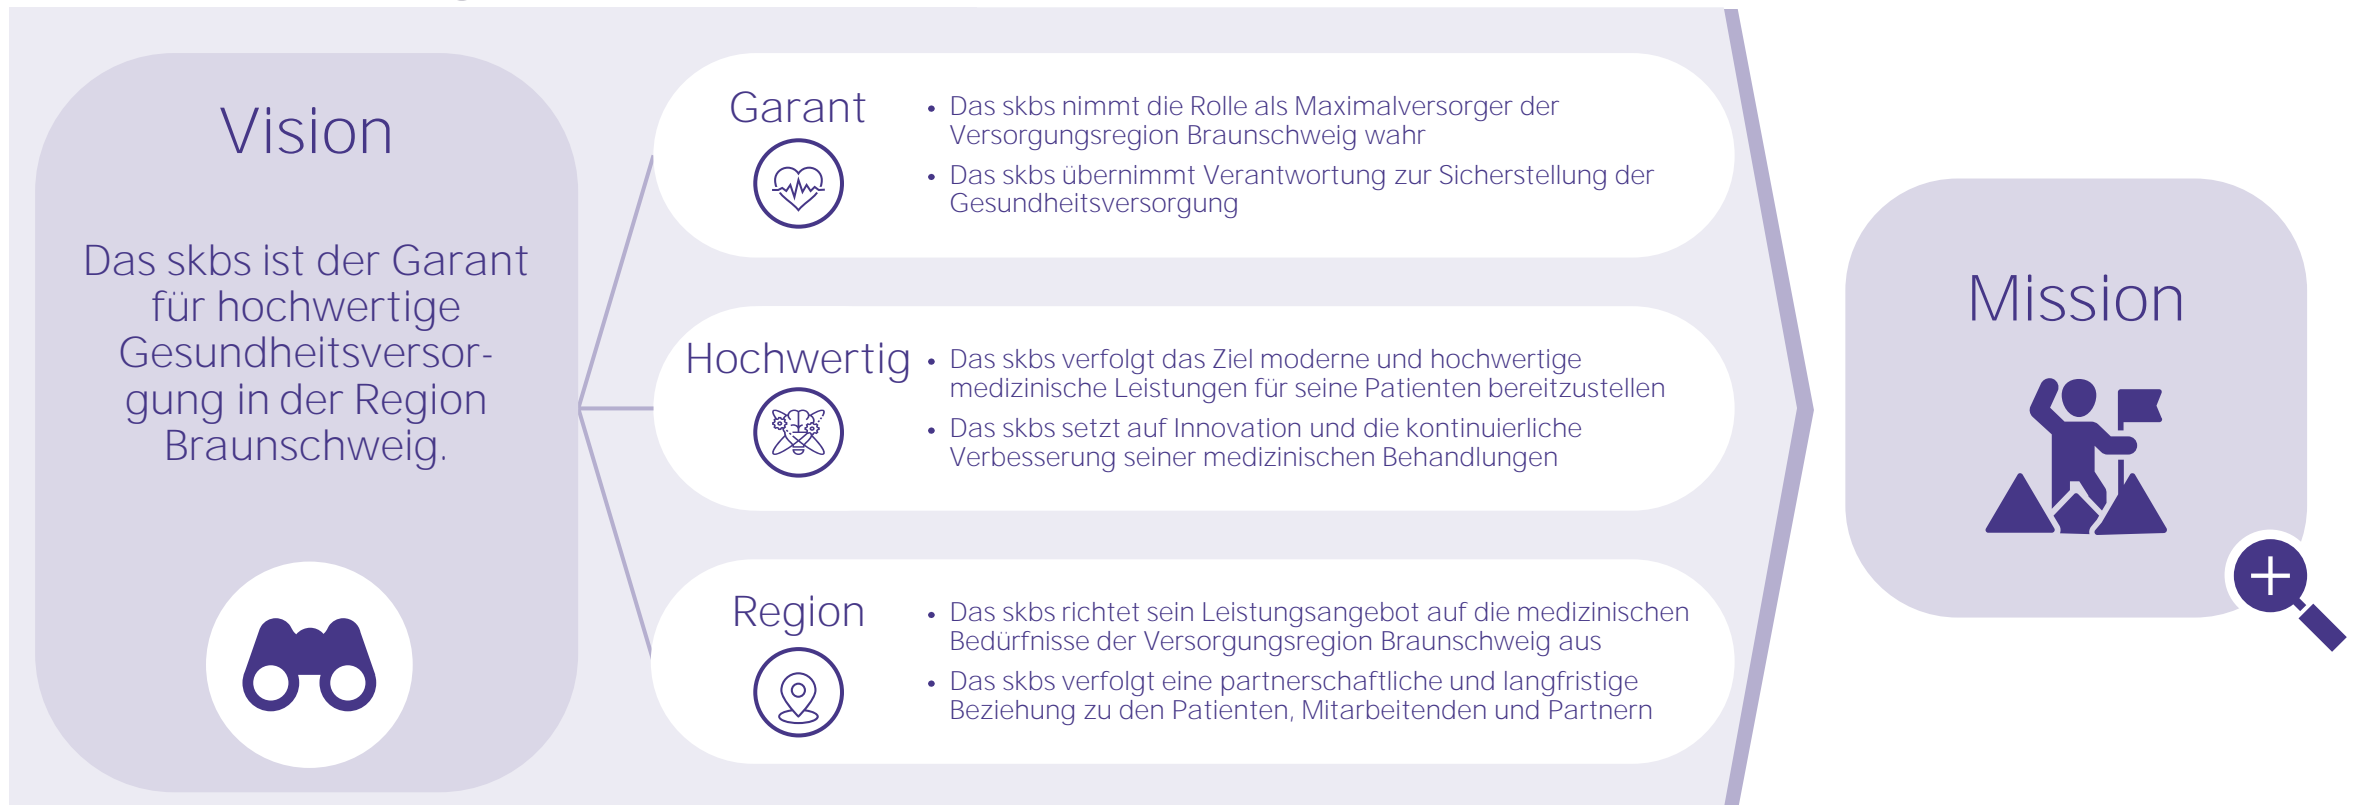 Vision
Das skbs ist der Garant
für hochwertige
Gesundheitsversor-
gung in der Region
Braunschweig.
Garant
• Das skbs nimmt die Rolle als Maximalversorger der
Versorgungsregion Braunschweig wahr
• Das skbs übernimmt Verantwortung zur Sicherstellung der
Gesundheitsversorgung
Hochwertig
• Das skbs verfolgt das Ziel moderne und hochwertige
medizinische Leistungen für seine Patienten bereitzustellen
• Das skbs setzt auf Innovation und die kontinuierliche
Verbesserung seiner medizinischen Behandlungen
Region
• Das skbs richtet sein Leistungsangebot auf die medizinischen
Bedürfnisse der Versorgungsregion Braunschweig aus
• Das skbs verfolgt eine partnerschaftliche und langfristige
Beziehung zu den Patienten, Mitarbeitenden und Partnern
Mission